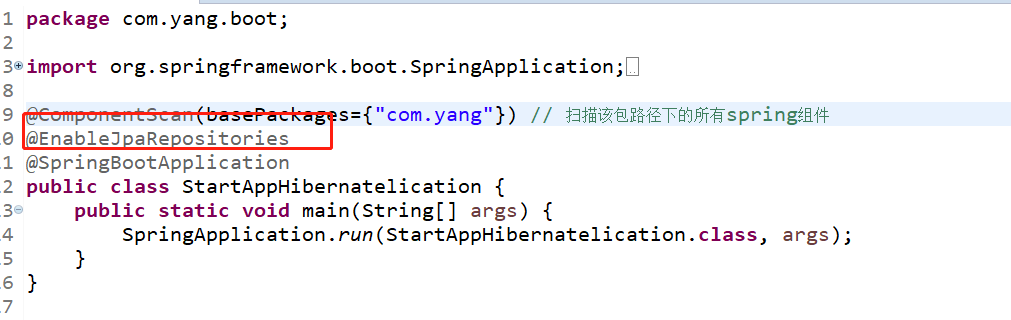 1 package com.yang.boot;
2
3 import org.springframework.boot.SpringApplication;
8
9 @ComponentScan(basePackages={"com.yang"}) // 扫描该包路径下的所有spring组件
0 @EnableJpaRepositories
1 @SpringBootApplication
2 public class StartAppHibernatelication {
3 public static void main(String[] args) {
4 SpringApplication.run(StartAppHibernatelication.class, args);
5 }
6 }
7